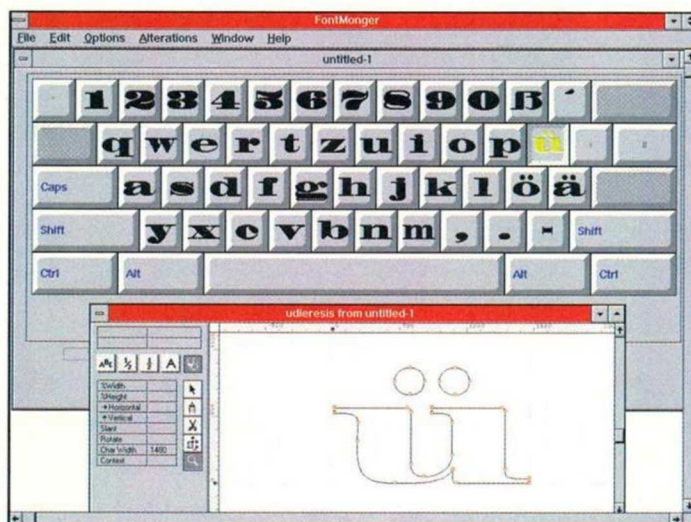 FontMonger
File Edit Options Alterations Window Help
untitled-1
1 2 3 4 5 6 7 8 9 0 ß ´
q w e r t z u i o p ü
Caps a s d f g h j k l ö ä
Shift y x c v b n m , . - Shift
Ctrl Alt Alt Ctrl
udieresis from untitled-1
%Width
%Height
Horizontal
Vertical
Slant
Rotate
Char Width 1480
Context
ü